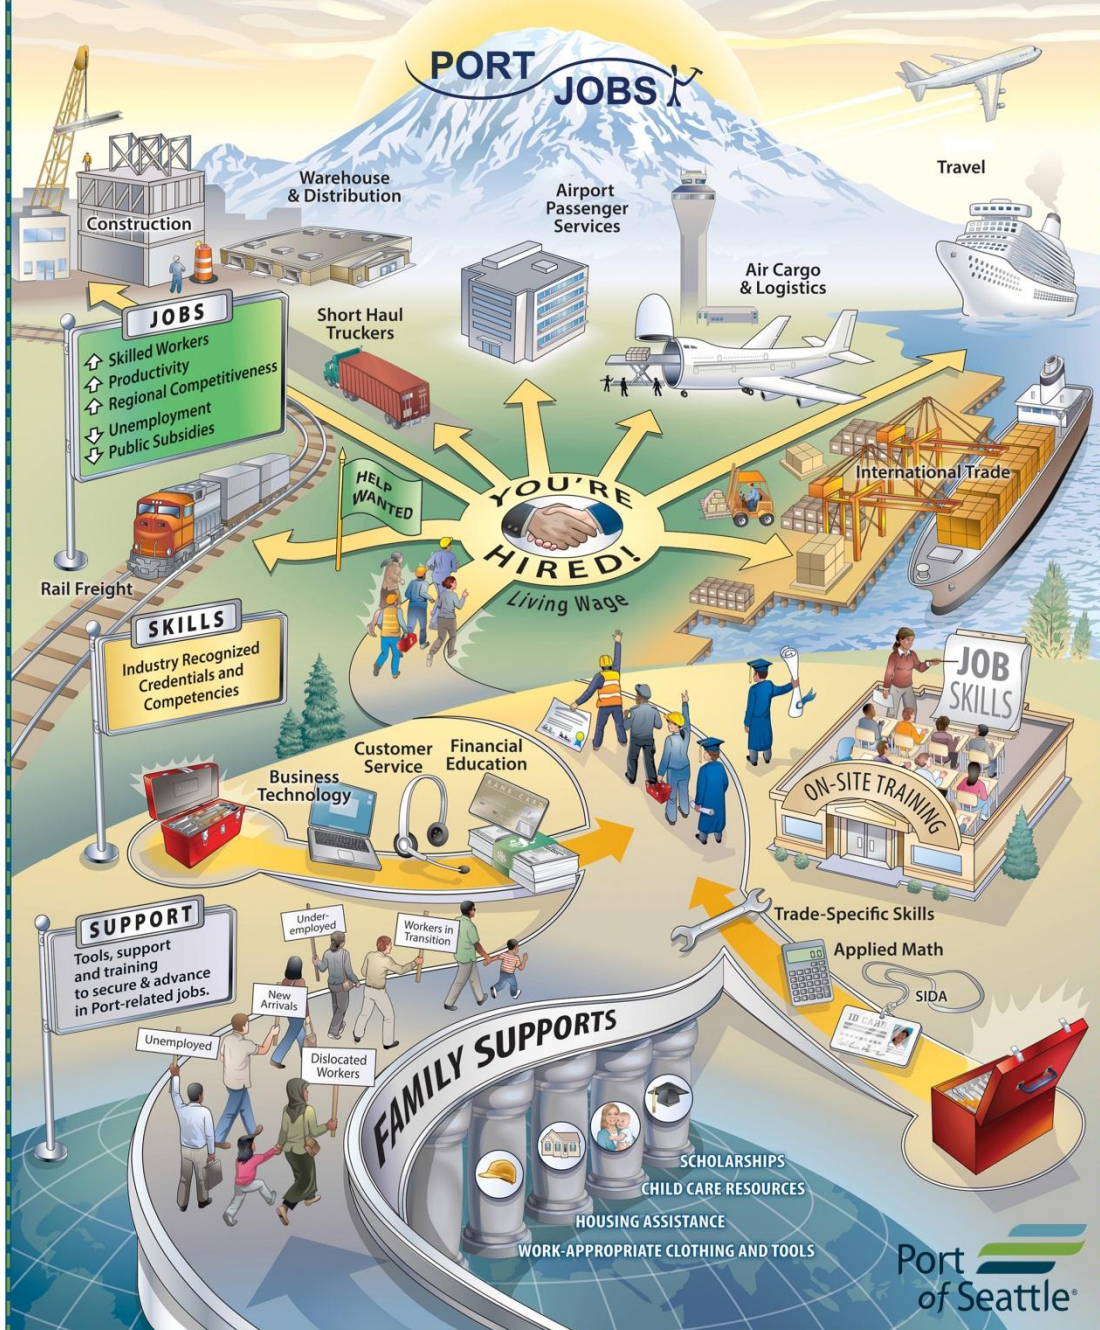 PORT
JOBS
Travel
Warehouse
& Distribution
Airport
Passenger
Services
Construction
Air Cargo
& Logistics
JOBS
Skilled Workers
Productivity
Regional Competitiveness
Unemployment
Public Subsidies
Short Haul
Truckers
HELP
WANTED
International Trade
YOU'RE
HIRED!
Living Wage
Rail Freight
SKILLS
Industry Recognized
Credentials and
Competencies
JOB
SKILLS
ON-SITE TRAINING
Customer
Service
Financial
Education
Business
Technology
BANK CARD
SUPPORT
Tools, support
and training
to secure & advance
in Port-related jobs.
Under-
employed
Workers in
Transition
New
Arrivals
Unemployed
Dislocated
Workers
Trade-Specific Skills
Applied Math
SIDA
ID CARD
FAMILY SUPPORTS
SCHOLARSHIPS
CHILD CARE RESOURCES
HOUSING ASSISTANCE
WORK-APPROPRIATE CLOTHING AND TOOLS
Port
of Seattle®